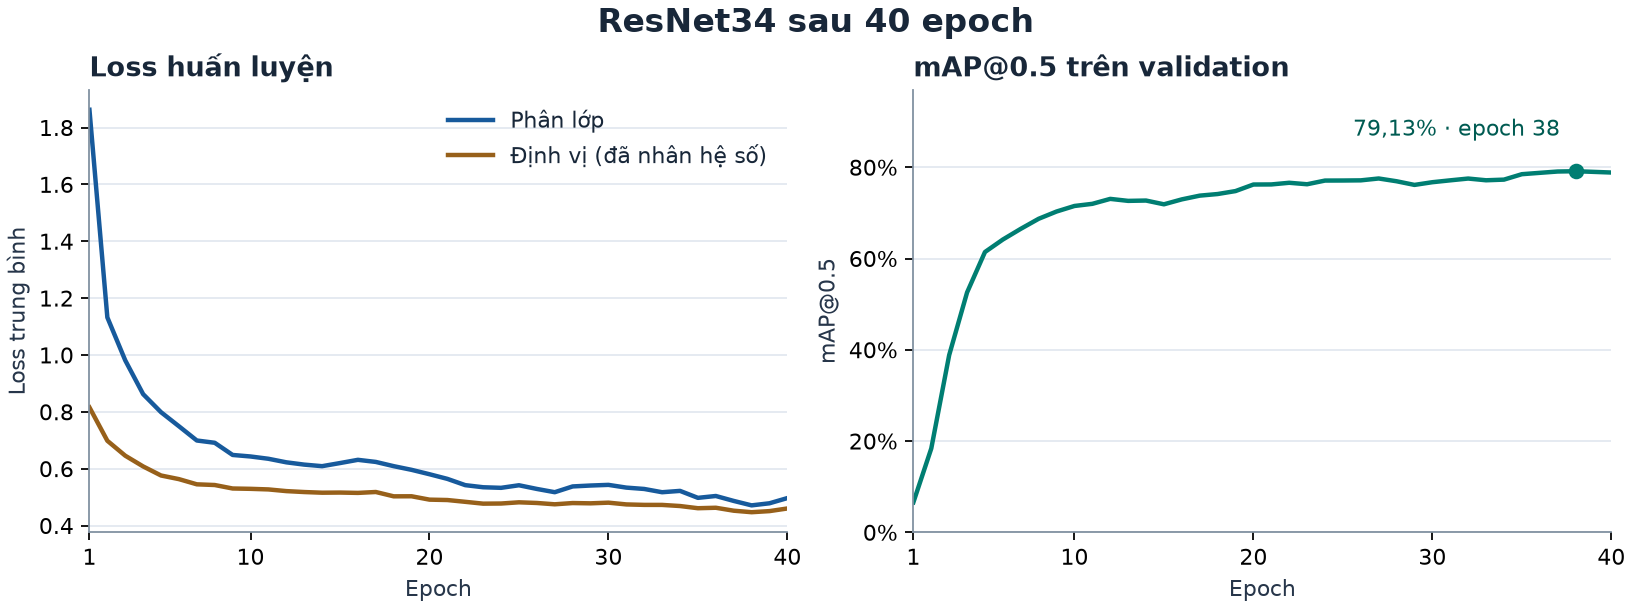 ResNet34 sau 40 epoch
Loss huấn luyện
Phân lớp
Định vị (đã nhân hệ số)
Loss trung bình
1.8
1.6
1.4
1.2
1.0
0.8
0.6
0.4
1 10 20 30 40
Epoch
mAP@0.5 trên validation
79,13% · epoch 38
mAP@0.5
80%
60%
40%
20%
0%
1 10 20 30 40
Epoch